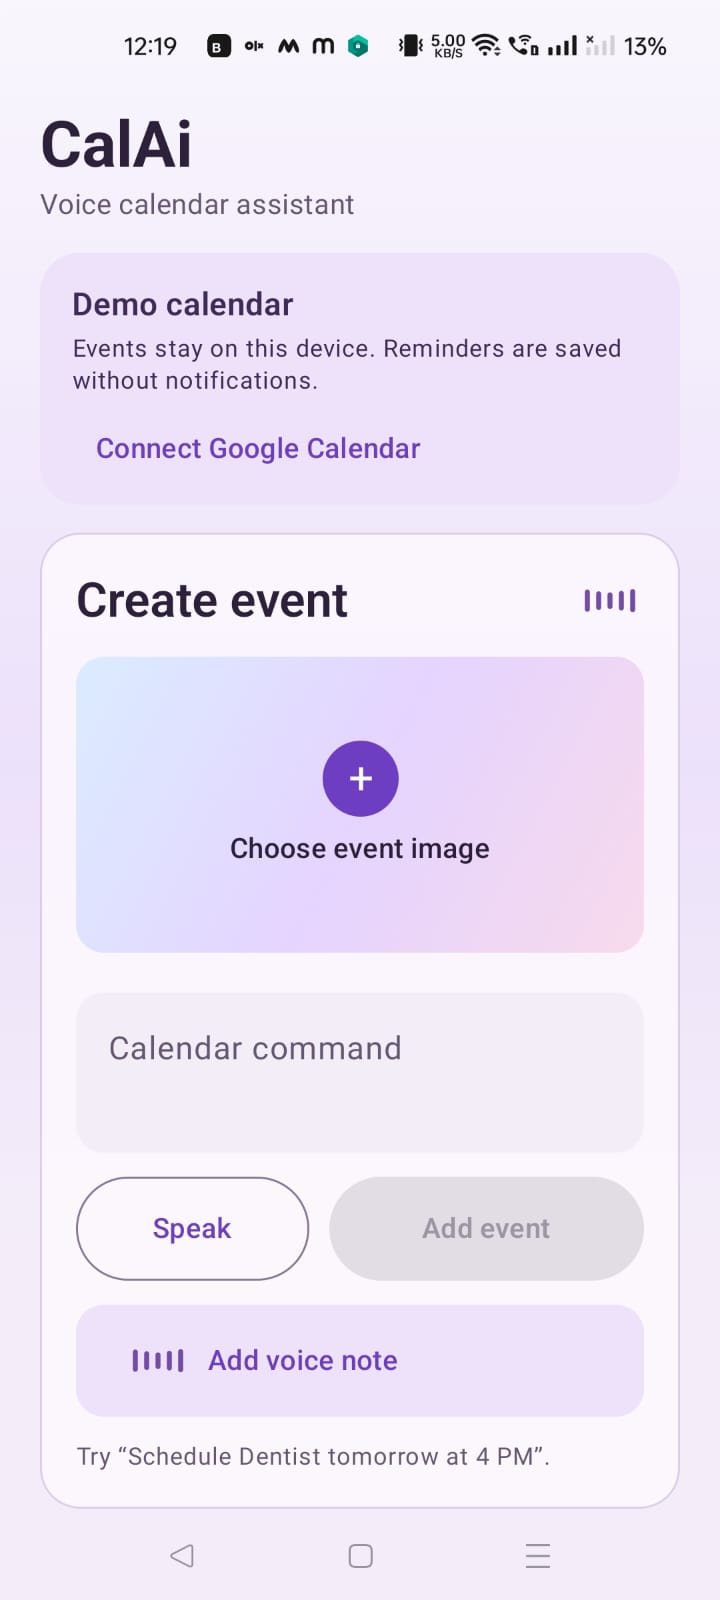 12:19 B olx m 5.00 KB/S 13%
CalAi
Voice calendar assistant
Demo calendar
Events stay on this device. Reminders are saved
without notifications.
Connect Google Calendar
Create event
+
Choose event image
Calendar command
Speak Add event
Add voice note
Try “Schedule Dentist tomorrow at 4 PM”.